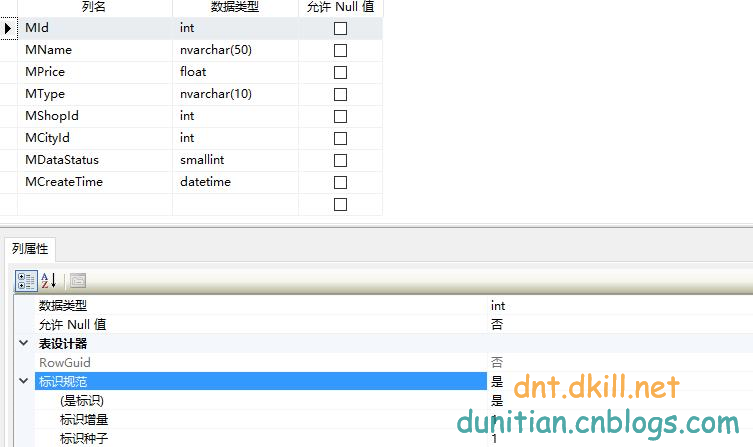 列名 数据类型 允许 Null 值
MId int
MName nvarchar(50)
MPrice float
MType nvarchar(10)
MShopId int
MCityId int
MDataStatus smallint
MCreateTime datetime
列属性
数据类型 int
允许 Null 值 否
表设计器
RowGuid 否
标识规范 是
(是标识) 是
标识增量 1
标识种子 1
dnt.dkill.net
dunitian.cnblogs.com